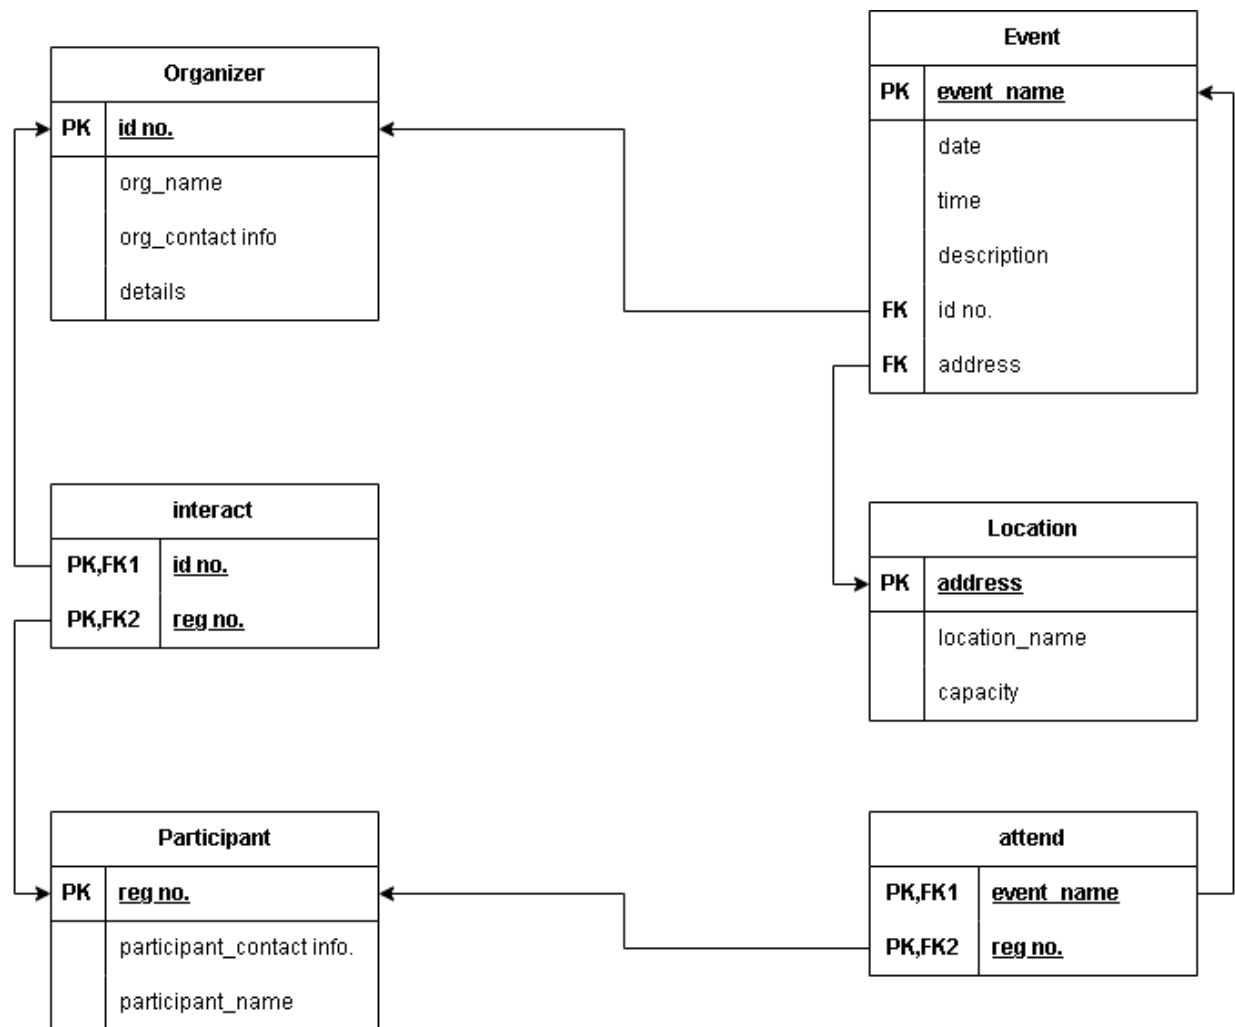 Organizer
PK id no.
org_name
org_contact info
details
Event
PK event_name
date
time
description
FK id no.
FK address
interact
PK,FK1 id no.
PK,FK2 reg no.
Location
PK address
location_name
capacity
Participant
PK reg no.
participant_contact info.
participant_name
attend
PK,FK1 event_name
PK,FK2 reg no.